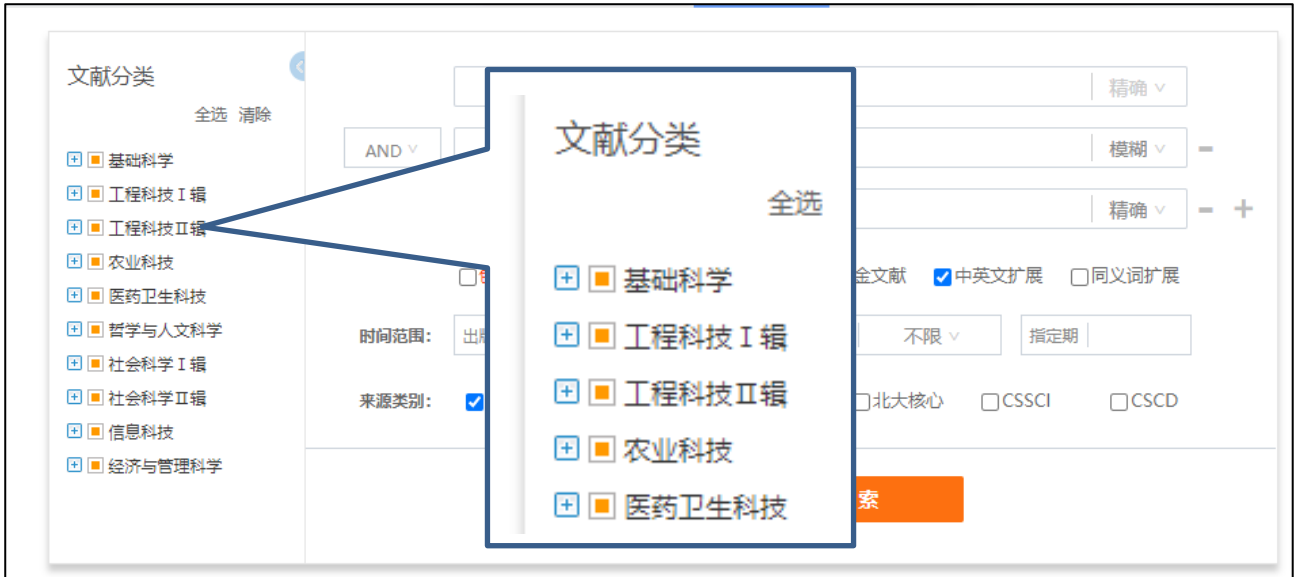 文献分类
全选 清除
基础科学
工程科技Ⅰ辑
工程科技Ⅱ辑
农业科技
医药卫生科技
哲学与人文科学
社会科学Ⅰ辑
社会科学Ⅱ辑
信息科技
经济与管理科学
精确
AND
模糊
精确
金文献 中英文扩展 同义词扩展
时间范围: 出版
不限 指定期
来源类别:
北大核心 CSSCI CSCD
索
文献分类
全选
基础科学
工程科技Ⅰ辑
工程科技Ⅱ辑
农业科技
医药卫生科技